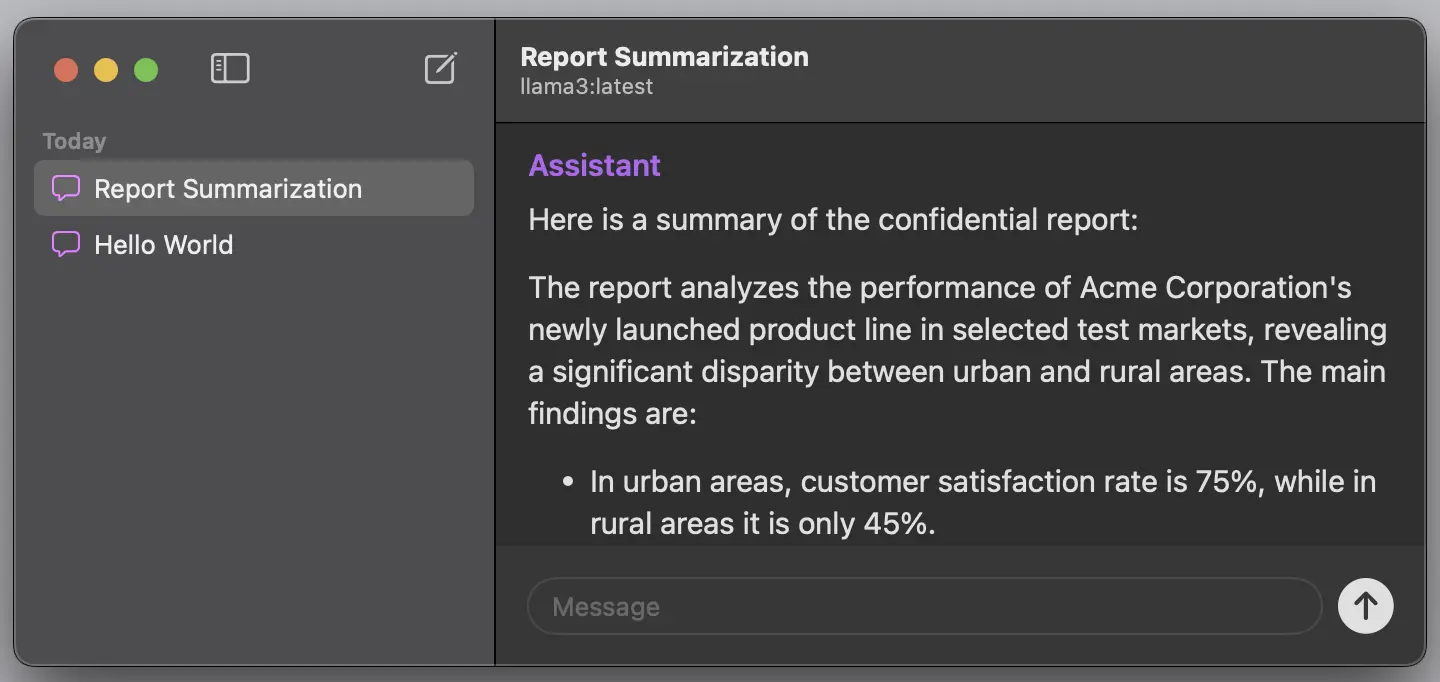 Today
Report Summarization
Hello World
Report Summarization
llama3:latest
Assistant
Here is a summary of the confidential report:
The report analyzes the performance of Acme Corporation's
newly launched product line in selected test markets, revealing
a significant disparity between urban and rural areas. The main
findings are:
• In urban areas, customer satisfaction rate is 75%, while in
rural areas it is only 45%.
Message